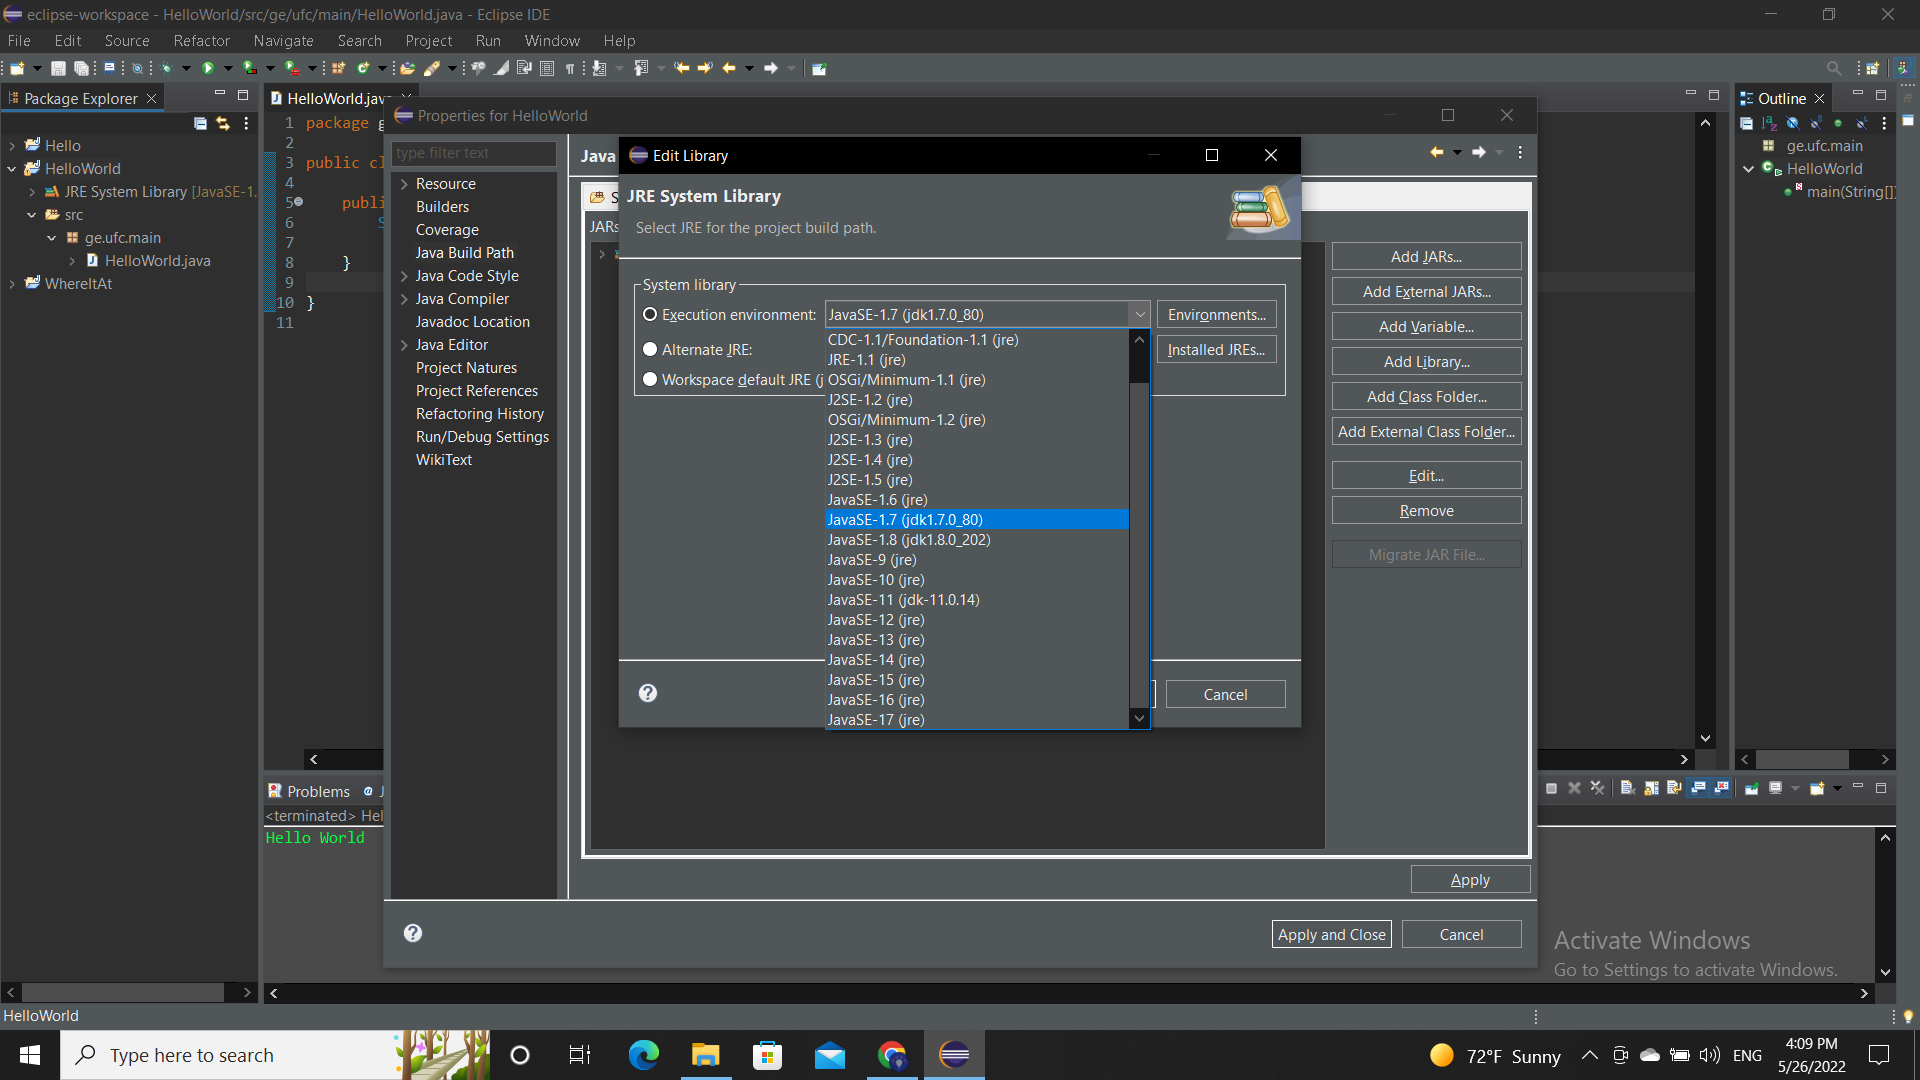 eclipse-workspace - HelloWorld/src/ge/ufc/main/HelloWorld.java - Eclipse IDE
File Edit Source Refactor Navigate Search Project Run Window Help
Package Explorer
Hello
HelloWorld
JRE System Library [JavaSE-1.
src
ge.ufc.main
HelloWorld.java
WhereItAt
HelloWorld.java
1 package g
2
3 public cl
4
5 publi
6 S
7
8 }
9
10 }
11
Properties for HelloWorld
type filter text
Resource
Builders
Coverage
Java Build Path
Java Code Style
Java Compiler
Javadoc Location
Java Editor
Project Natures
Project References
Refactoring History
Run/Debug Settings
WikiText
Java
S
JARs
Edit Library
JRE System Library
Select JRE for the project build path.
System library
Execution environment: JavaSE-1.7 (jdk1.7.0_80) Environments...
Alternate JRE: Installed JREs...
Workspace default JRE (j
CDC-1.1/Foundation-1.1 (jre)
JRE-1.1 (jre)
OSGi/Minimum-1.1 (jre)
J2SE-1.2 (jre)
OSGi/Minimum-1.2 (jre)
J2SE-1.3 (jre)
J2SE-1.4 (jre)
J2SE-1.5 (jre)
JavaSE-1.6 (jre)
JavaSE-1.7 (jdk1.7.0_80)
JavaSE-1.8 (jdk1.8.0_202)
JavaSE-9 (jre)
JavaSE-10 (jre)
JavaSE-11 (jdk-11.0.14)
JavaSE-12 (jre)
JavaSE-13 (jre)
JavaSE-14 (jre)
JavaSE-15 (jre)
JavaSE-16 (jre)
JavaSE-17 (jre)
Cancel
Add JARs...
Add External JARs...
Add Variable...
Add Library...
Add Class Folder...
Add External Class Folder...
Edit...
Remove
Migrate JAR File...
Apply
Apply and Close
Cancel
Outline
ge.ufc.main
HelloWorld
main(String[])
Problems @ J
<terminated> Hel
Hello World
Activate Windows
Go to Settings to activate Windows.
HelloWorld
Type here to search
72°F Sunny
ENG
4:09 PM
5/26/2022